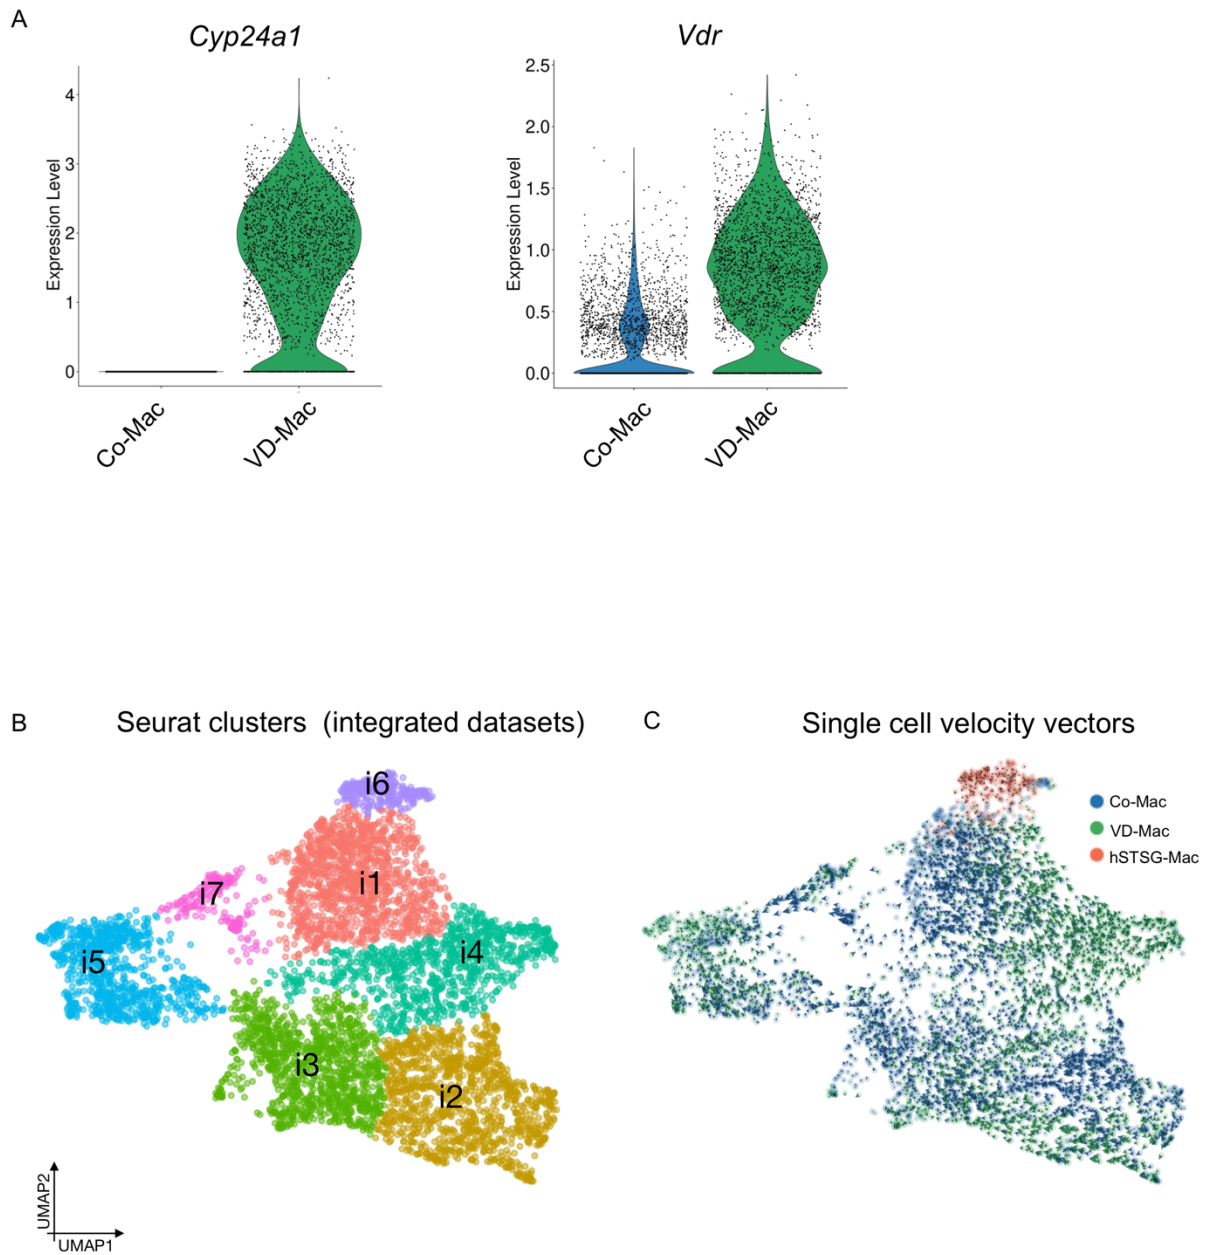 A
Cyp24a1
Vdr
Expression Level
4
3
2
1
0
Co-Mac
VD-Mac
Expression Level
2.5
2.0
1.5
1.0
0.5
0.0
Co-Mac
VD-Mac
B
Seurat clusters (integrated datasets)
i6
i1
i7
i4
i5
i3
i2
UMAP2
UMAP1
C
Single cell velocity vectors
Co-Mac
VD-Mac
hSTSG-Mac